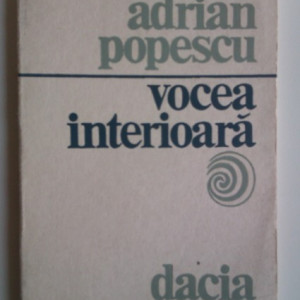 adrian
popescu
vocea
interioară
dacia